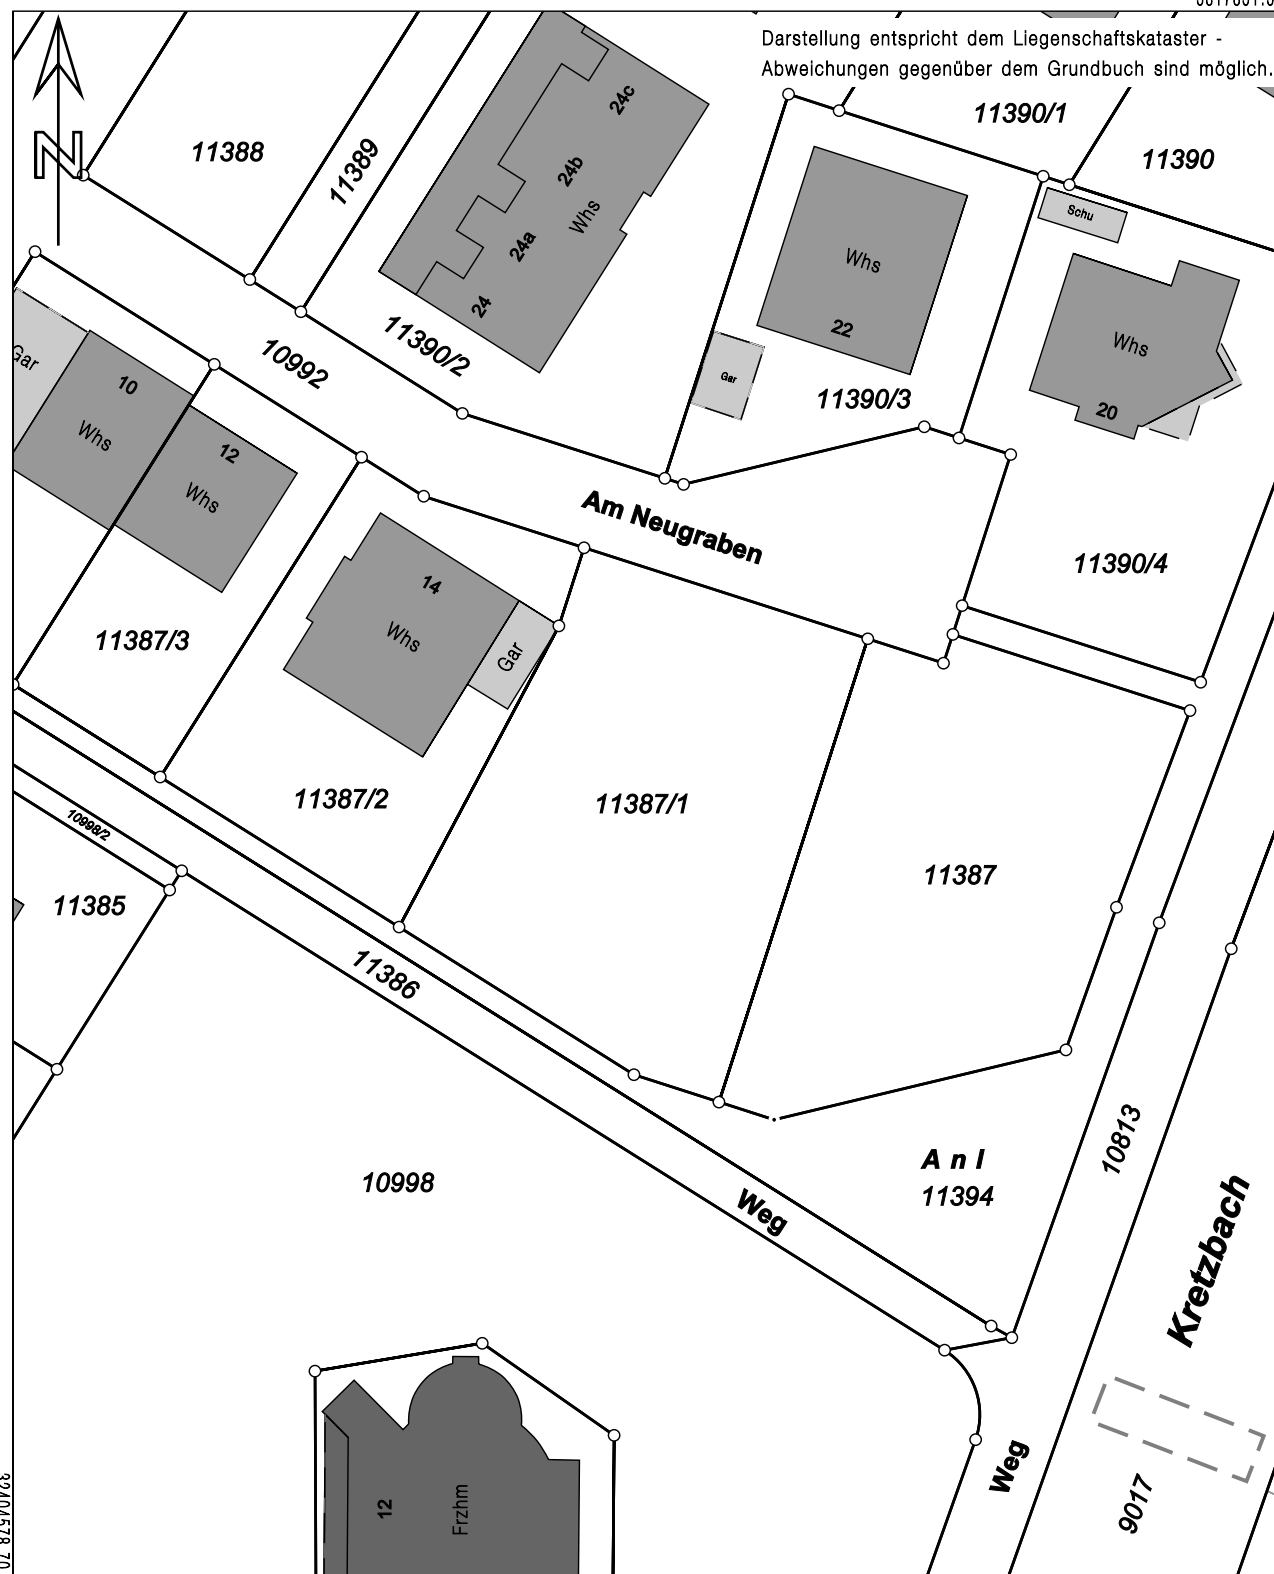 Darstellung entspricht dem Liegenschaftskataster -
Abweichungen gegenüber dem Grundbuch sind möglich.
N
11388
11389
24c
24b
24a
24
Whs
11390/2
11390/1
11390
Schu
Whs
22
Gar
11390/3
Whs
20
10992
Gar
10
Whs
12
Whs
Am Neugraben
11390/4
11387/3
14
Whs
Gar
11387/2
11387/1
11387
10998/2
11385
11386
10998
Weg
Anl
11394
10813
Kretzbach
Weg
9017
12
Frzhm